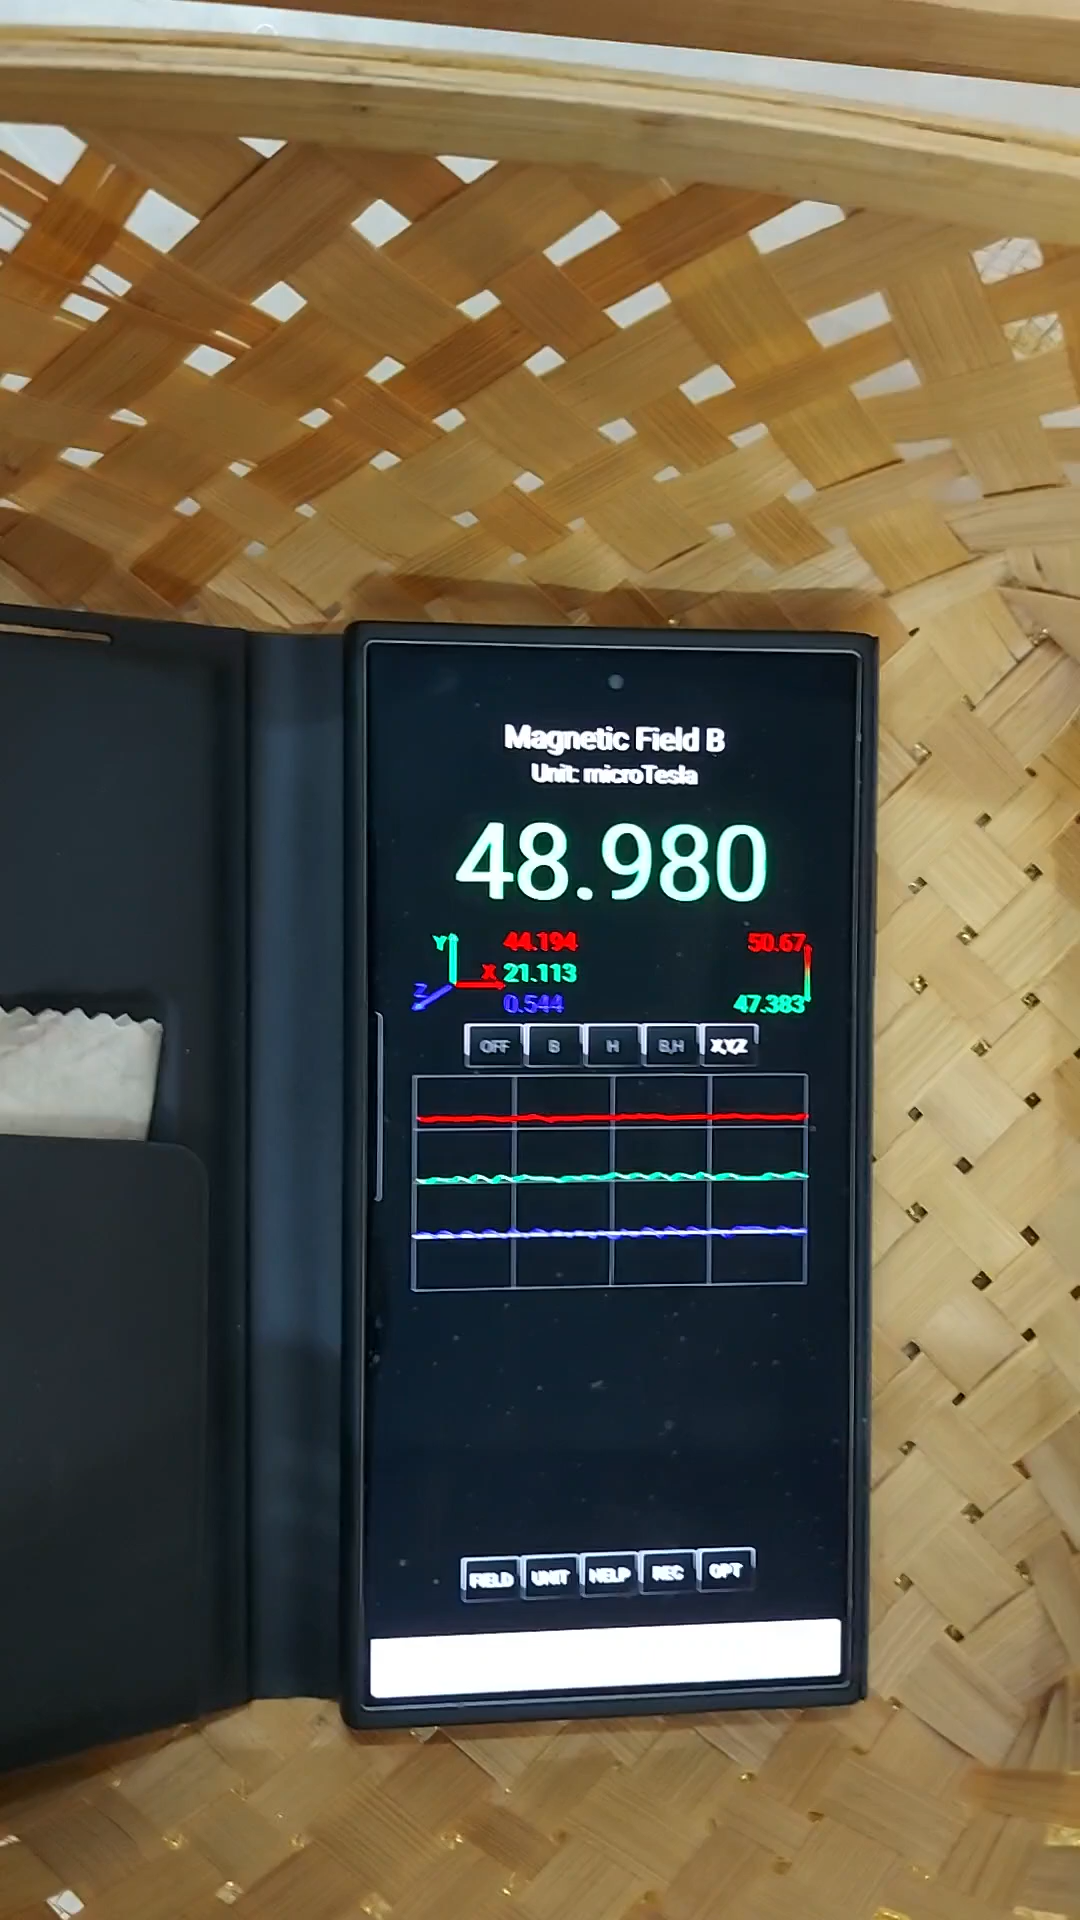 Magnetic Field B
Unit: microTesla
48.980
Y 44.194 50.67
X 21.113
Z 0.544 47.383
OFF B H B,H X,Y,Z
FIELD UNIT HELP REC OPT